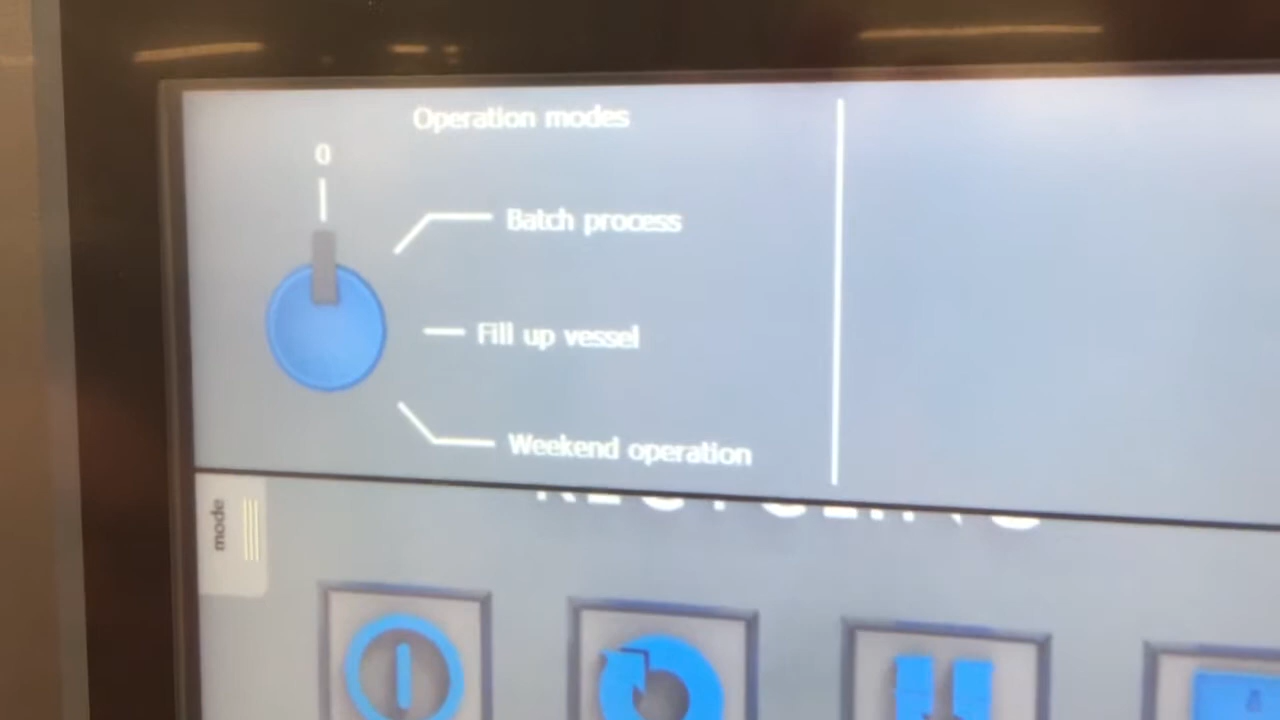 Operation modes
0
Batch process
Fill up vessel
Weekend operation
mode